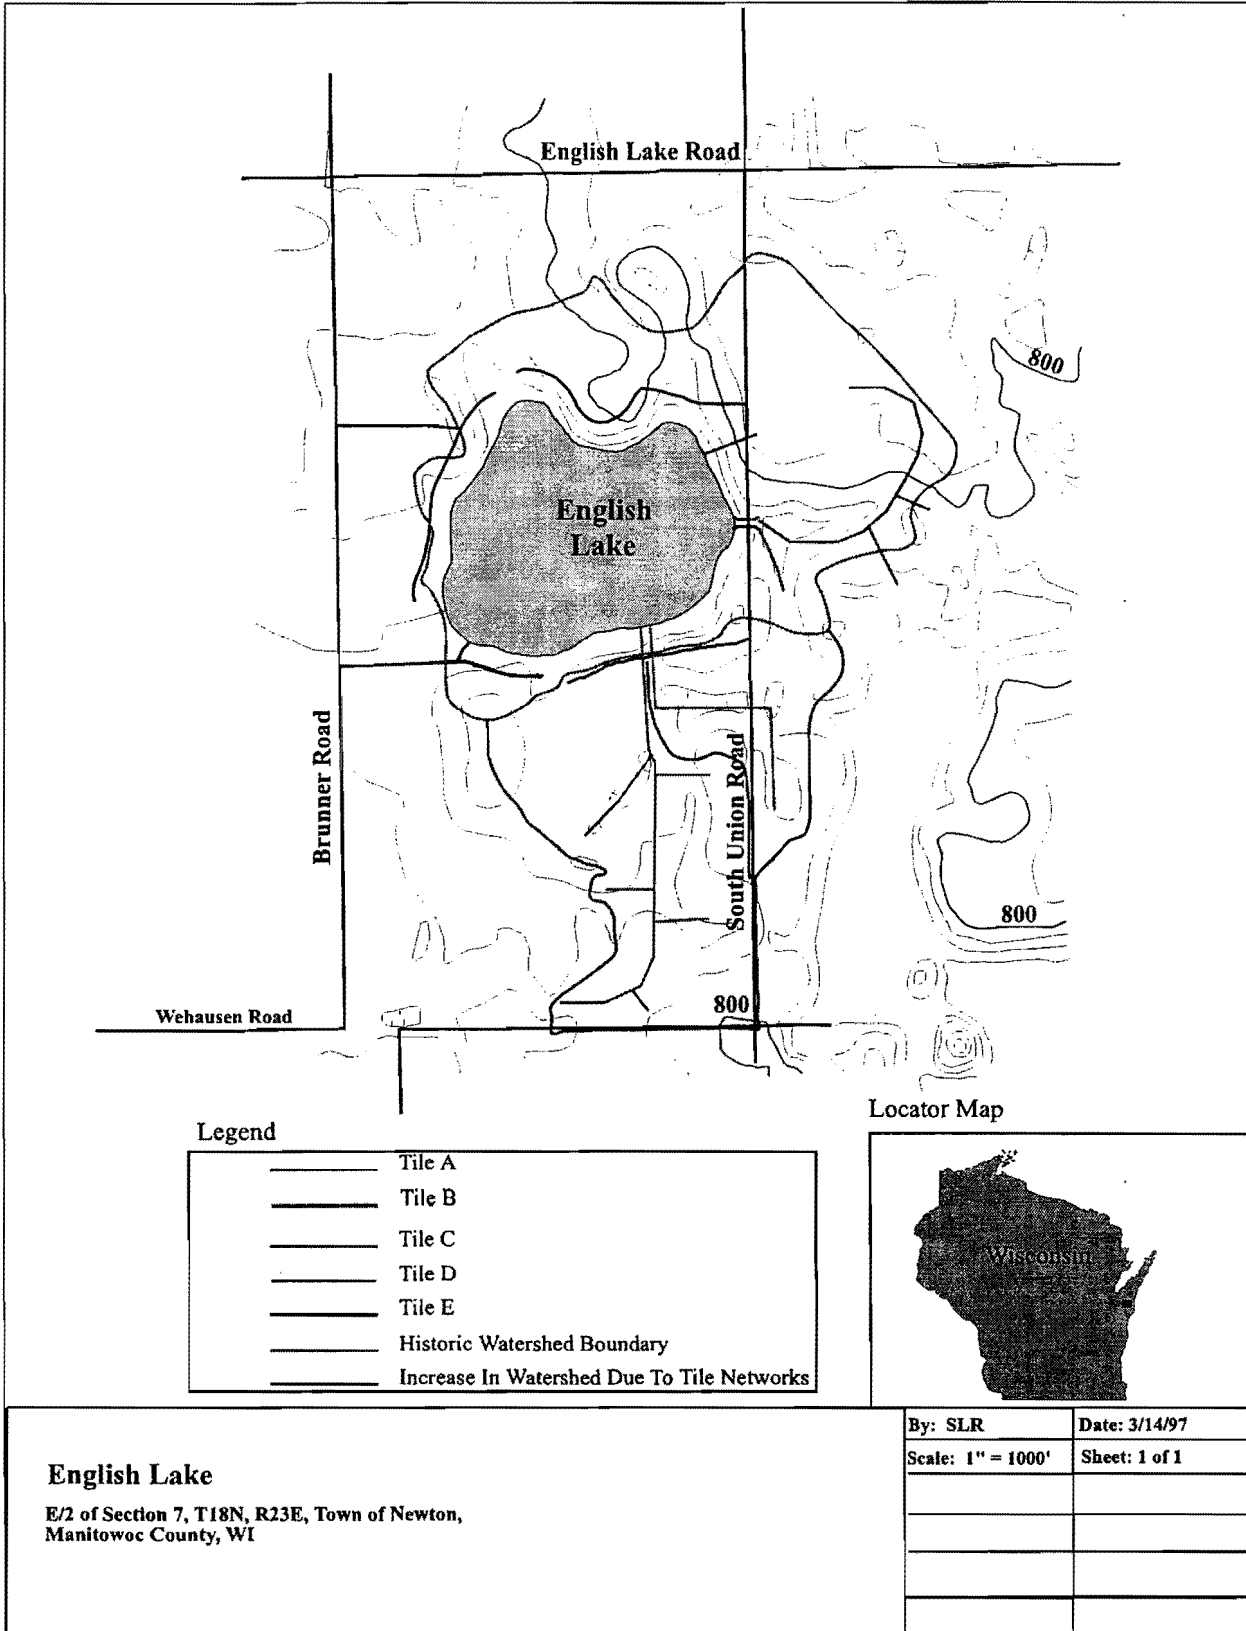 English Lake Road
800
English
Lake
Brunner Road
South Union Road
800
Wehausen Road
800
Locator Map
Legend
Tile A
Tile B
Tile C
Tile D
Tile E
Historic Watershed Boundary
Increase In Watershed Due To Tile Networks
Wisconsin
By: SLR
Date: 3/14/97
Scale: 1" = 1000'
Sheet: 1 of 1
English Lake
E/2 of Section 7, T18N, R23E, Town of Newton,
Manitowoc County, WI